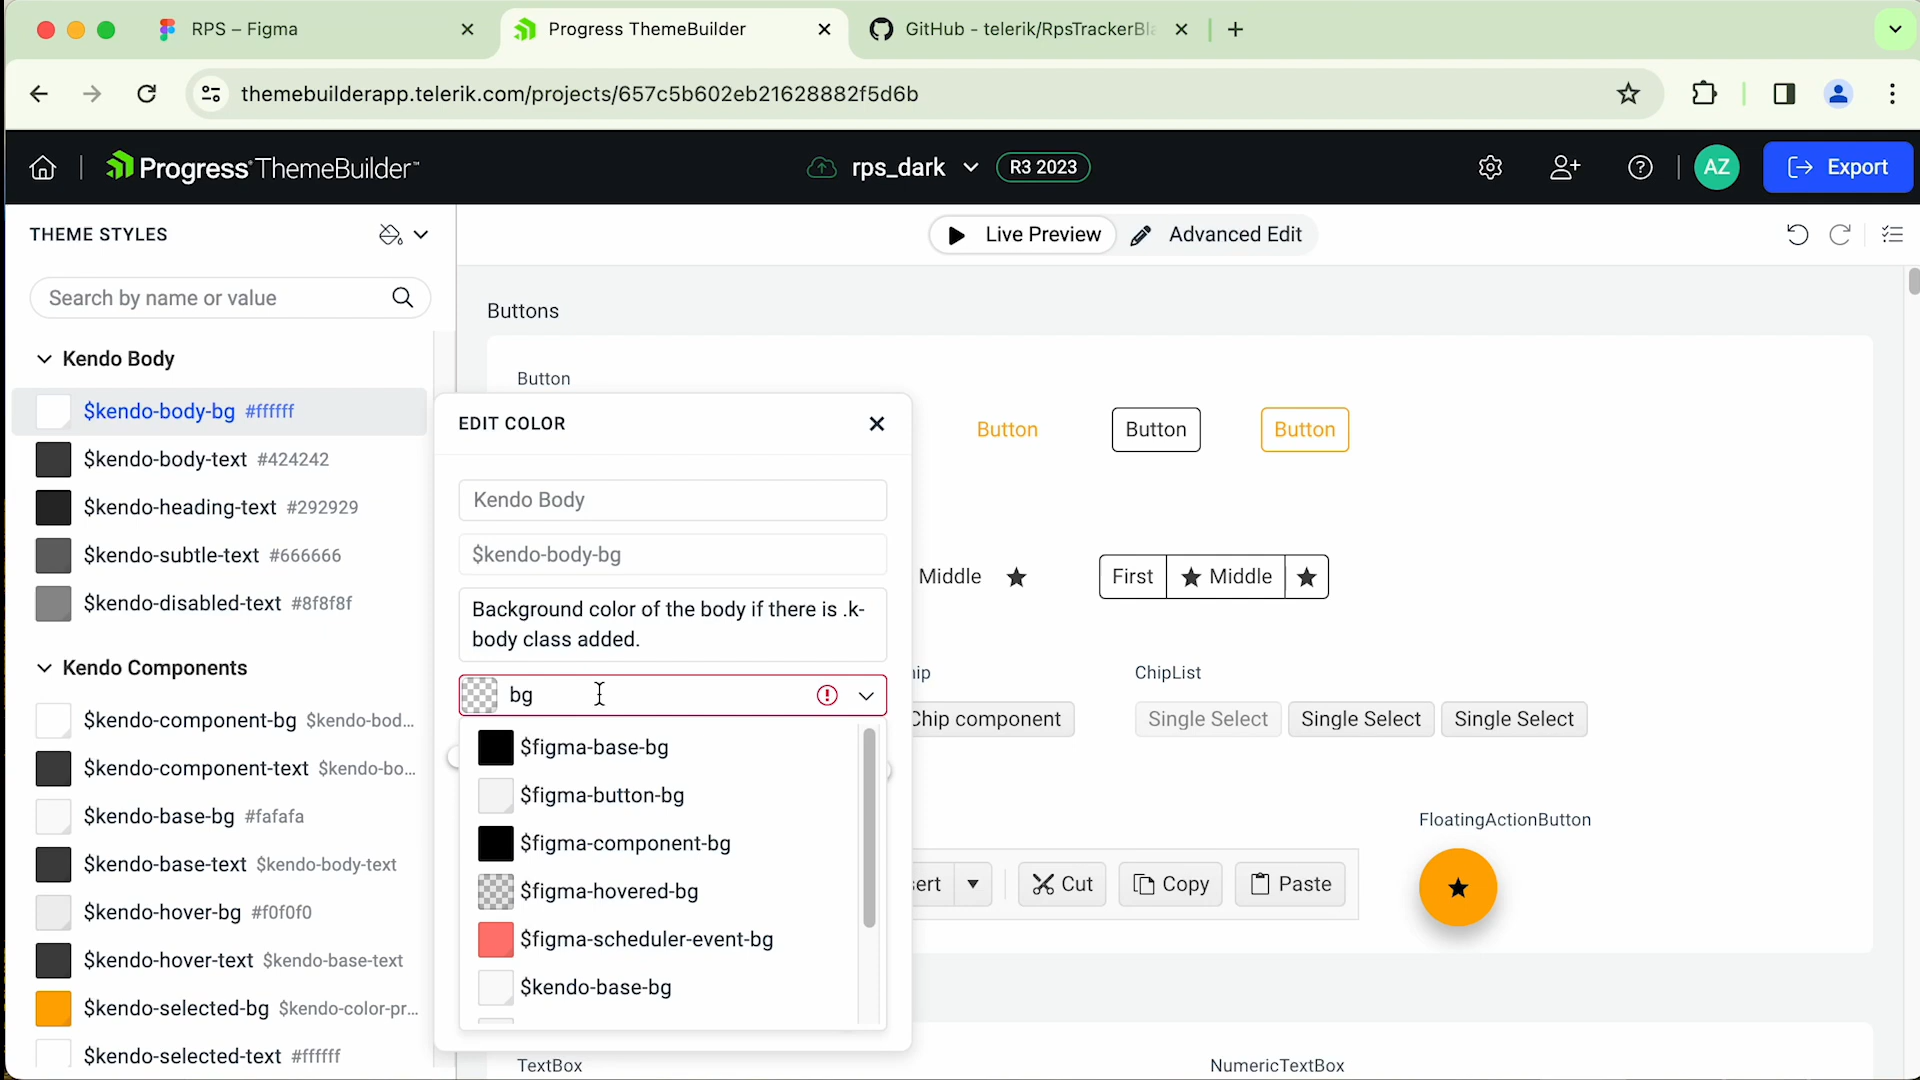 RPS – Figma
Progress ThemeBuilder
GitHub - telerik/RpsTrackerBla
themebuilderapp.telerik.com/projects/657c5b602eb21628882f5d6b
Progress ThemeBuilder™
rps_dark
R3 2023
AZ
Export
THEME STYLES
Live Preview
Advanced Edit
Search by name or value
Buttons
Kendo Body
Button
$kendo-body-bg #ffffff
$kendo-body-text #424242
$kendo-heading-text #292929
$kendo-subtle-text #666666
$kendo-disabled-text #8f8f8f
Kendo Components
$kendo-component-bg $kendo-bod...
$kendo-component-text $kendo-bo...
$kendo-base-bg #fafafa
$kendo-base-text $kendo-body-text
$kendo-hover-bg #f0f0f0
$kendo-hover-text $kendo-base-text
$kendo-selected-bg $kendo-color-pr...
$kendo-selected-text #ffffff
EDIT COLOR
Kendo Body
$kendo-body-bg
Background color of the body if there is .k-
body class added.
bg
$figma-base-bg
$figma-button-bg
$figma-component-bg
$figma-hovered-bg
$figma-scheduler-event-bg
$kendo-base-bg
Button
Button
Button
Middle
First
Middle
hip
ChipList
Chip component
Single Select
Single Select
Single Select
FloatingActionButton
sert
Cut
Copy
Paste
TextBox
NumericTextBox